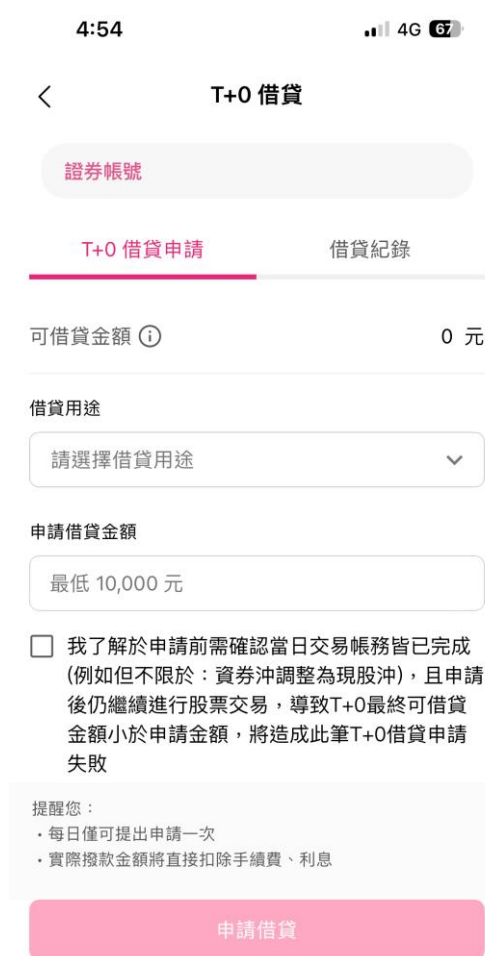 4:54 4G 67
T+0 借貸
證券帳號
T+0 借貸申請 借貸紀錄
可借貸金額 0 元
借貸用途
請選擇借貸用途
申請借貸金額
最低 10,000 元
我了解於申請前需確認當日交易帳務皆已完成
(例如但不限於：資券沖調整為現股沖)，且申請
後仍繼續進行股票交易，導致T+0最終可借貸
金額小於申請金額，將造成此筆T+0借貸申請
失敗
提醒您：
・每日僅可提出申請一次
・實際撥款金額將直接扣除手續費、利息
申請借貸